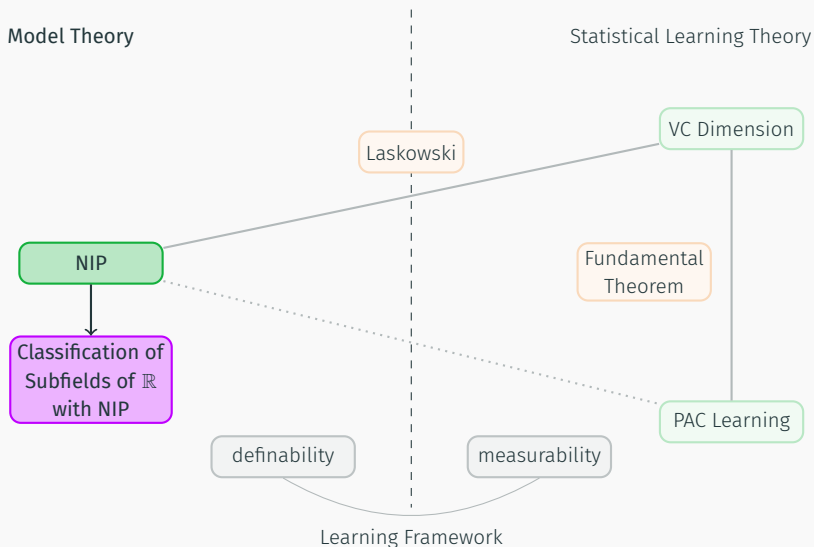 Model Theory
Statistical Learning Theory
VC Dimension
Laskowski
NIP
Fundamental
Theorem
Classification of
Subfields of ℝ
with NIP
PAC Learning
definability
measurability
Learning Framework